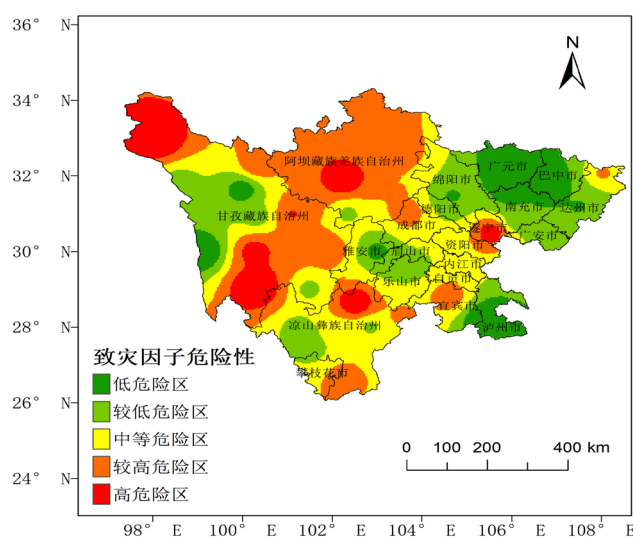 36° N
34° N
32° N
30° N
28° N
26° N
24° N
N
阿坝藏族羌族自治州
广元市
巴中市
绵阳市
甘孜藏族自治州
德阳市
南充市
达州市
成都市
遂宁市
广安市
资阳市
雅安市
眉山市
内江市
乐山市
自贡市
宜宾市
凉山彝族自治州
泸州市
攀枝花市
致灾因子危险性
低危险区
较低危险区
中等危险区
较高危险区
高危险区
0 100 200 400 km
98° E 100° E 102° E 104° E 106° E 108° E